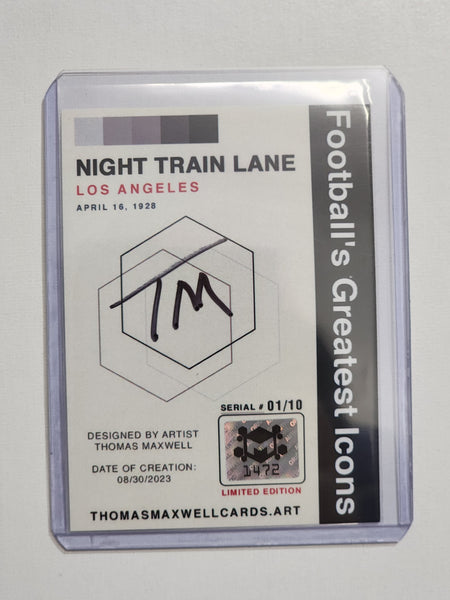 NIGHT TRAIN LANE
LOS ANGELES
APRIL 16, 1928
TM
SERIAL # 01/10
1472
LIMITED EDITION
DESIGNED BY ARTIST
THOMAS MAXWELL
DATE OF CREATION:
08/30/2023
THOMASMAXWELLCARDS.ART
Football's Greatest Icons